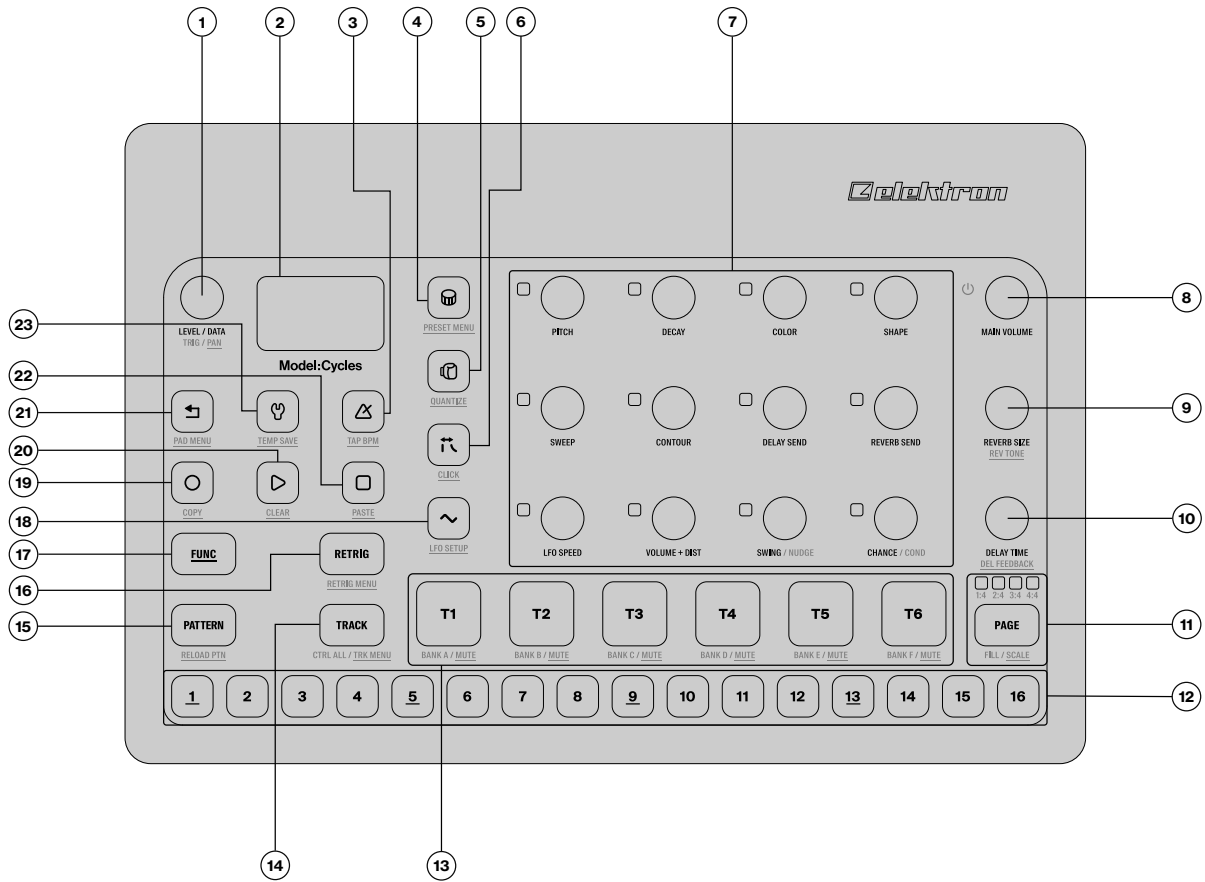 1 2 3 4 5 6 7
elektron
LEVEL / DATA
TRIG / PAN
Model:Cycles
PRESET MENU
PITCH DECAY COLOR SHAPE MAIN VOLUME
8
23
22
21
PAD MENU TEMP SAVE TAP BPM
QUANTIZE
SWEEP CONTOUR DELAY SEND REVERB SEND REVERB SIZE
REV TONE
9
20
19
COPY CLEAR PASTE
CLICK
18
LFO SETUP
LFO SPEED VOLUME + DIST SWING / NUDGE CHANCE / COND DELAY TIME
DEL FEEDBACK
10
17
FUNC RETRIG
16
RETRIG MENU
1:4 2:4 3:4 4:4
15
PATTERN TRACK T1 T2 T3 T4 T5 T6 PAGE
11
RELOAD PTN CTRL ALL / TRK MENU BANK A / MUTE BANK B / MUTE BANK C / MUTE BANK D / MUTE BANK E / MUTE BANK F / MUTE FILL / SCALE
1 2 3 4 5 6 7 8 9 10 11 12 13 14 15 16
12
14 13